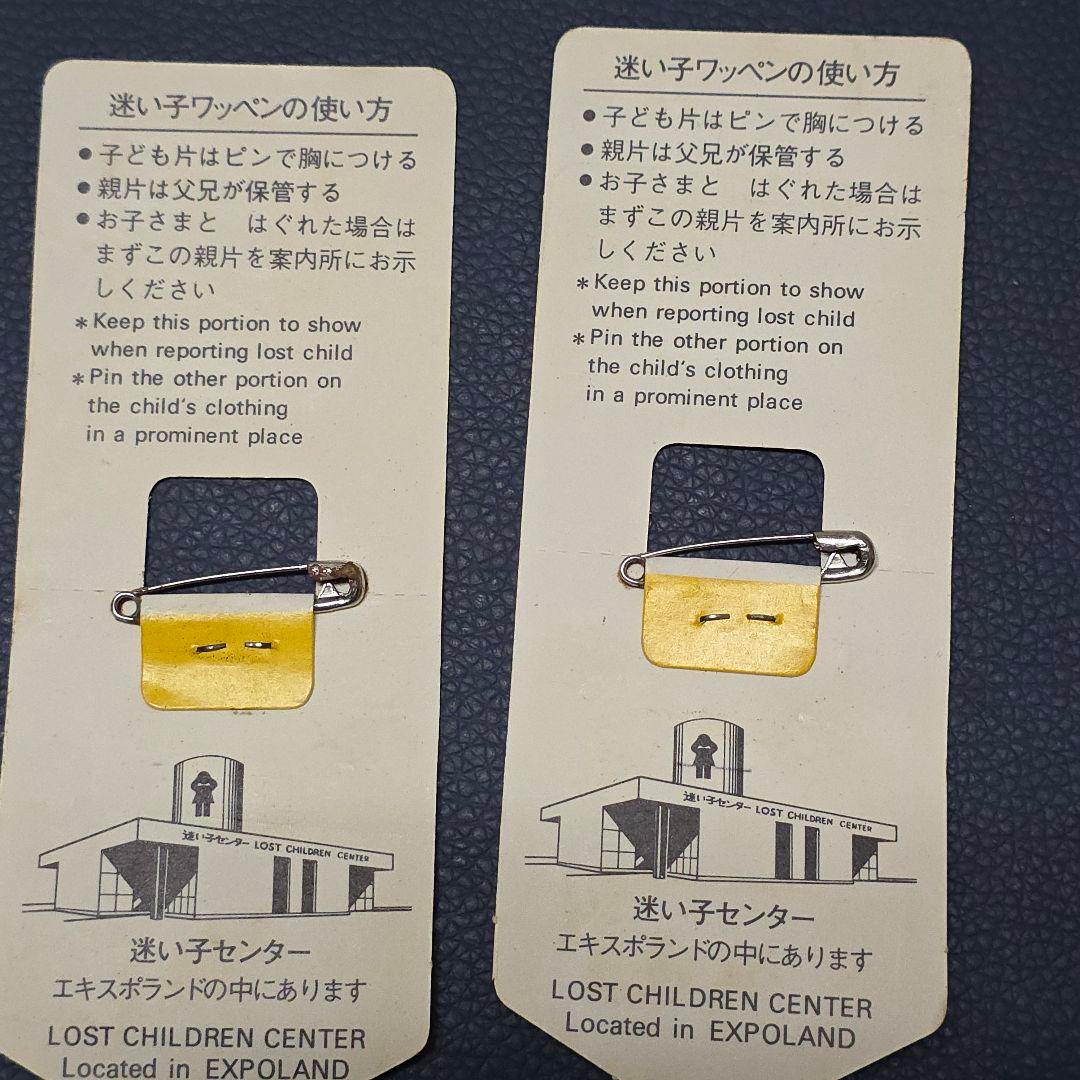 迷い子ワッペンの使い方
●子ども片はピンで胸につける
●親片は父兄が保管する
●お子さまと　はぐれた場合は
まずこの親片を案内所にお示
しください
*Keep this portion to show
when reporting lost child
*Pin the other portion on
the child's clothing
in a prominent place
迷い子センター LOST CHILDREN CENTER
迷い子センター
エキスポランドの中にあります
LOST CHILDREN CENTER
Located in EXPOLAND
迷い子ワッペンの使い方
●子ども片はピンで胸につける
●親片は父兄が保管する
●お子さまと　はぐれた場合は
まずこの親片を案内所にお示
しください
*Keep this portion to show
when reporting lost child
*Pin the other portion on
the child's clothing
in a prominent place
迷い子センター LOST CHILDREN CENTER
迷い子センター
エキスポランドの中にあります
LOST CHILDREN CENTER
Located in EXPOLAND